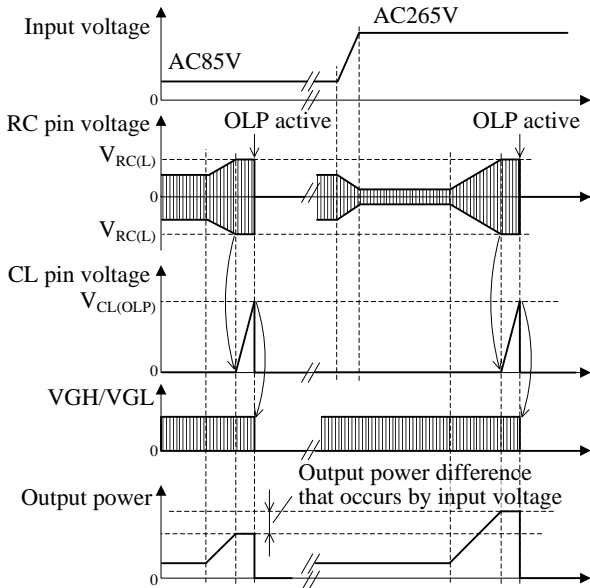 Input voltage
AC265V
AC85V
0
RC pin voltage
OLP active
OLP active
VRC(L)
0
VRC(L)
CL pin voltage
VCL(OLP)
0
VGH/VGL
0
Output power difference
that occurs by input voltage
Output power
0